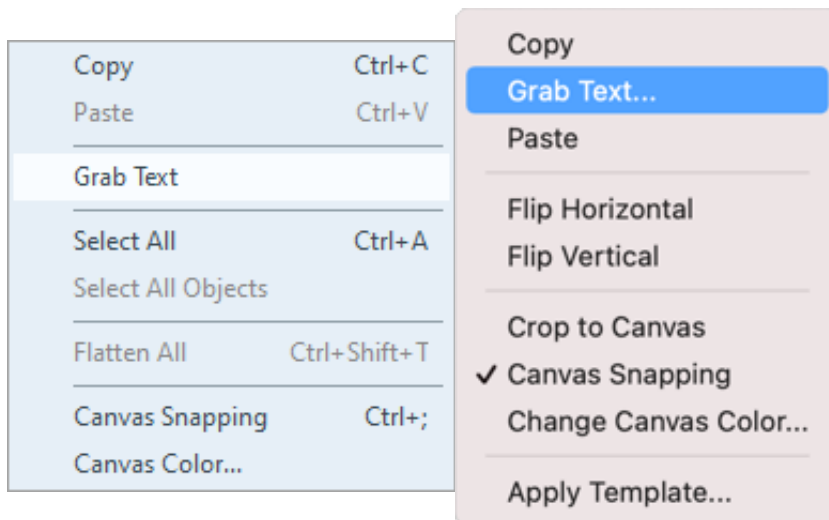 Copy Ctrl+C
Paste Ctrl+V
Grab Text
Select All Ctrl+A
Select All Objects
Flatten All Ctrl+Shift+T
Canvas Snapping Ctrl+;
Canvas Color...
Copy
Grab Text...
Paste
Flip Horizontal
Flip Vertical
Crop to Canvas
✓ Canvas Snapping
Change Canvas Color...
Apply Template...